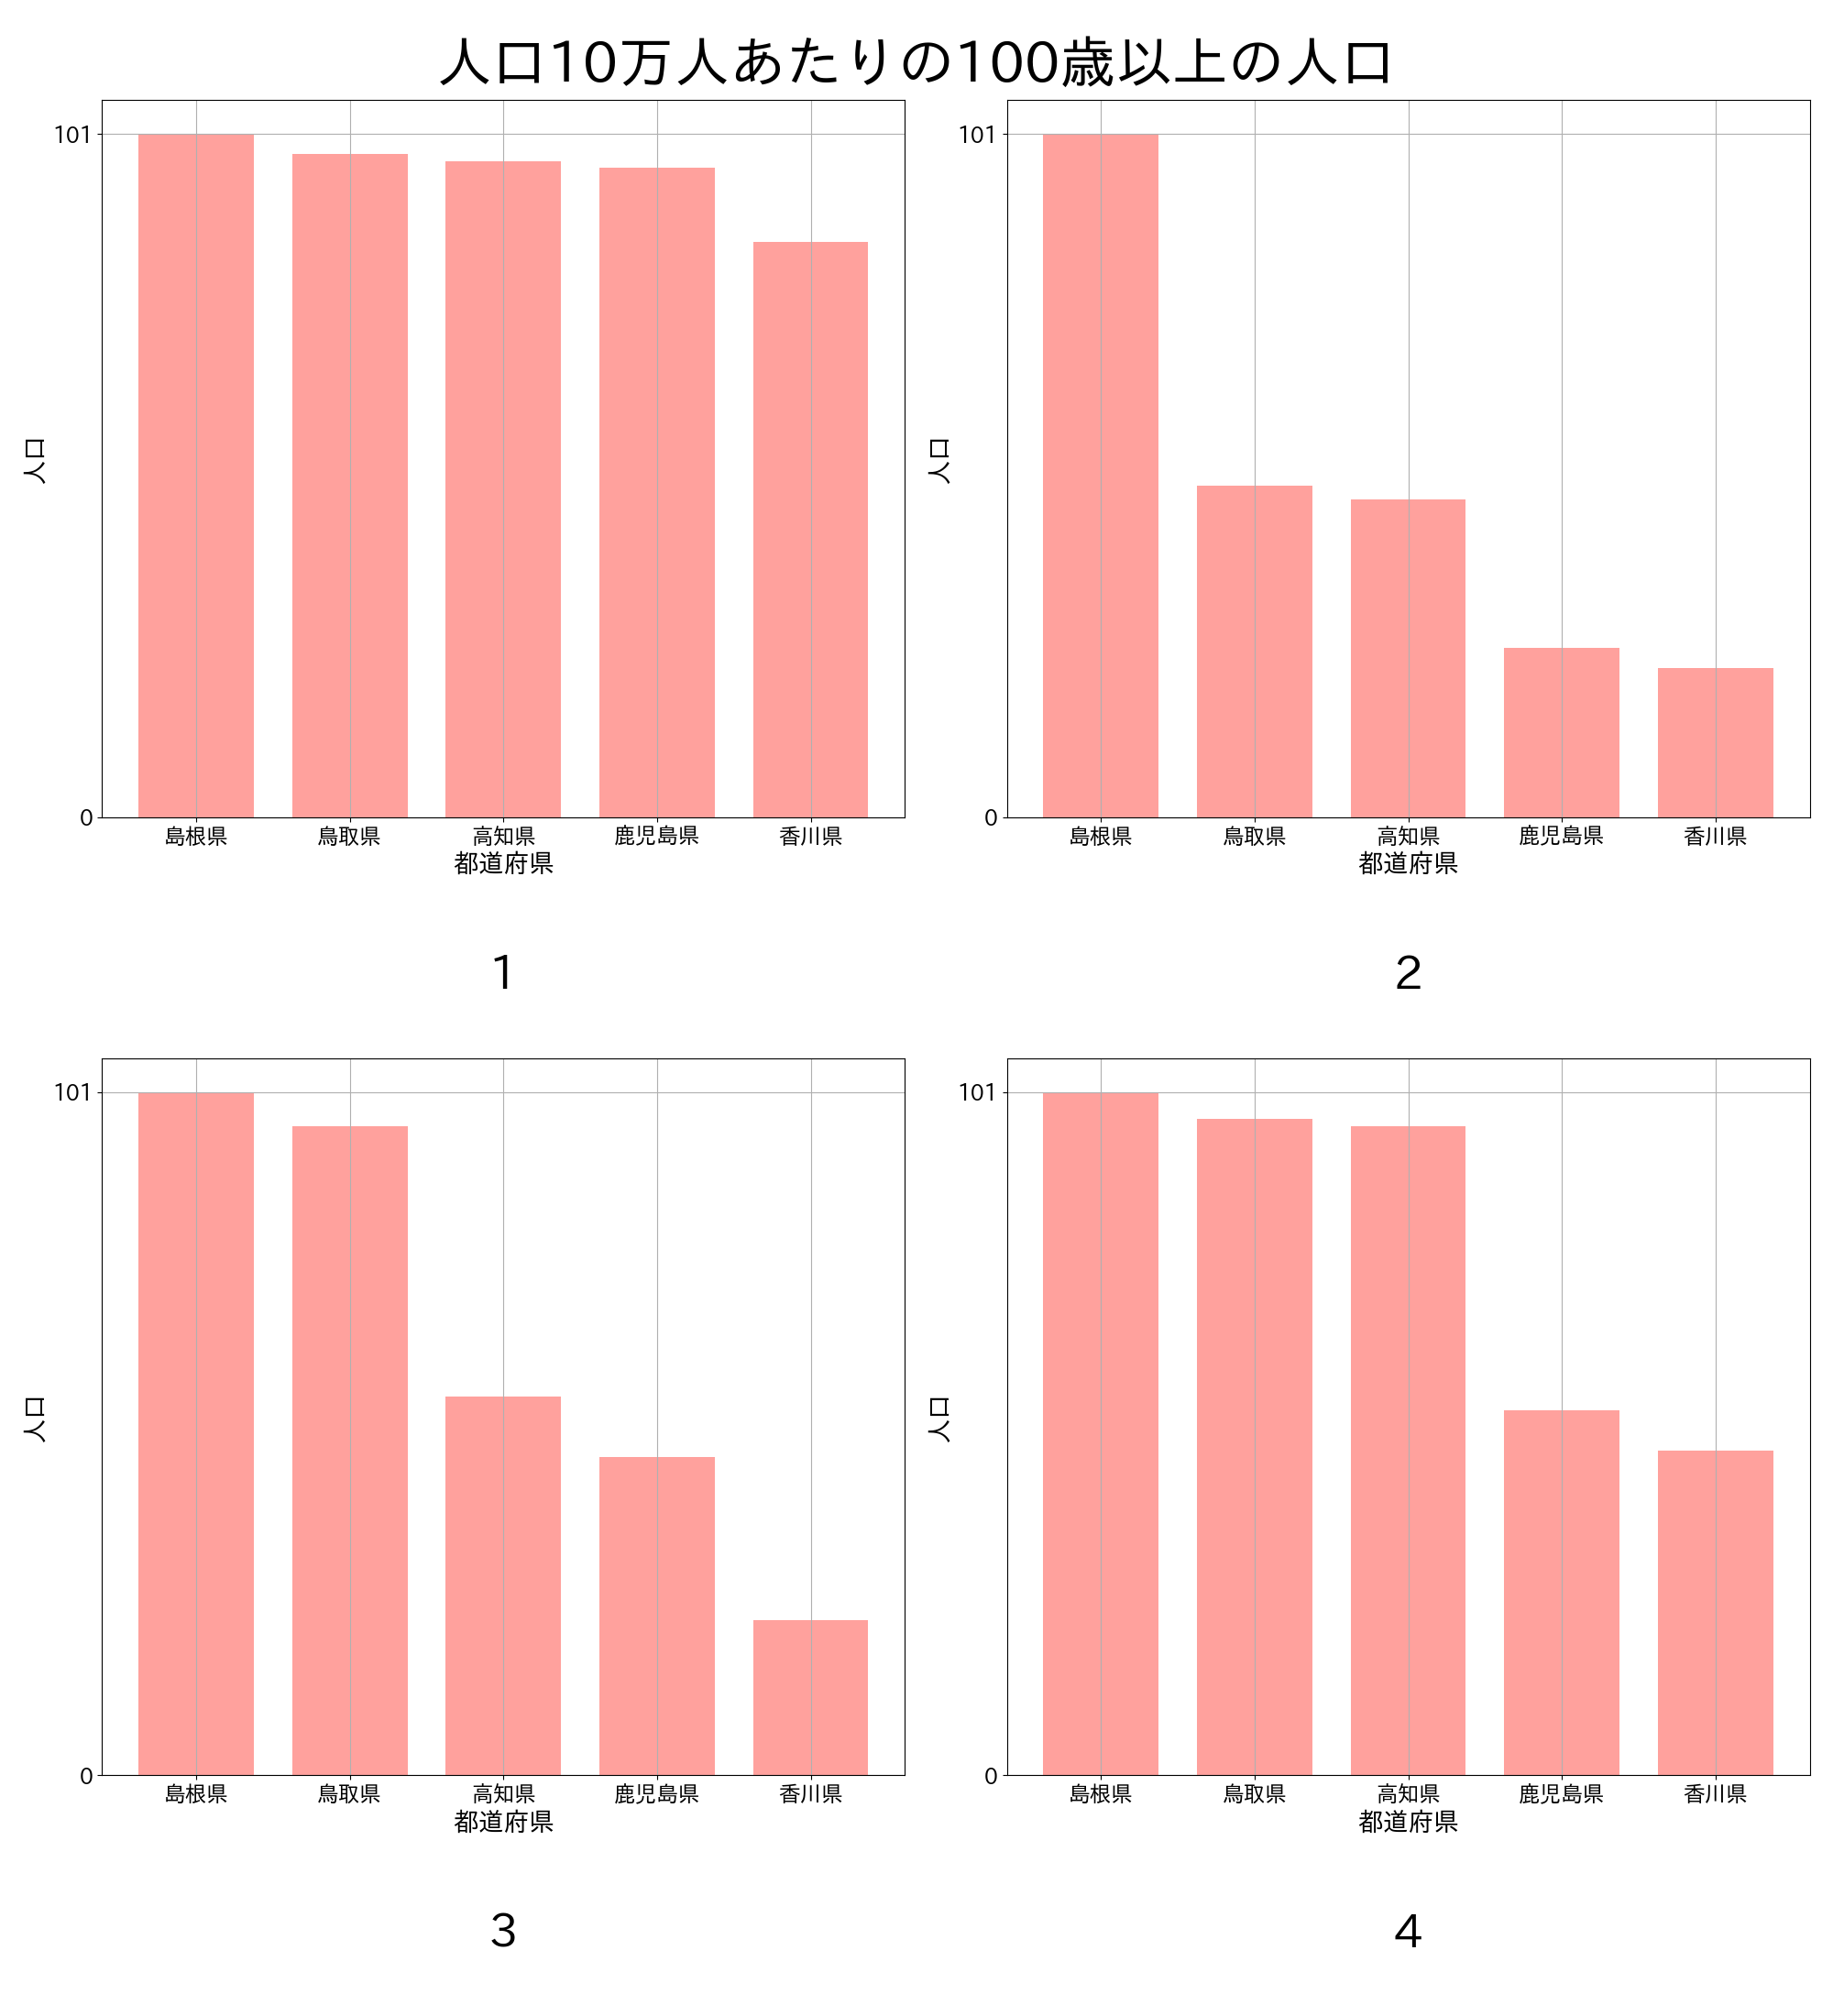 人口10万人あたりの100歳以上の人口
101
0
人口
島根県 鳥取県 高知県 鹿児島県 香川県
都道府県
1
101
0
人口
島根県 鳥取県 高知県 鹿児島県 香川県
都道府県
2
101
0
人口
島根県 鳥取県 高知県 鹿児島県 香川県
都道府県
3
101
0
人口
島根県 鳥取県 高知県 鹿児島県 香川県
都道府県
4